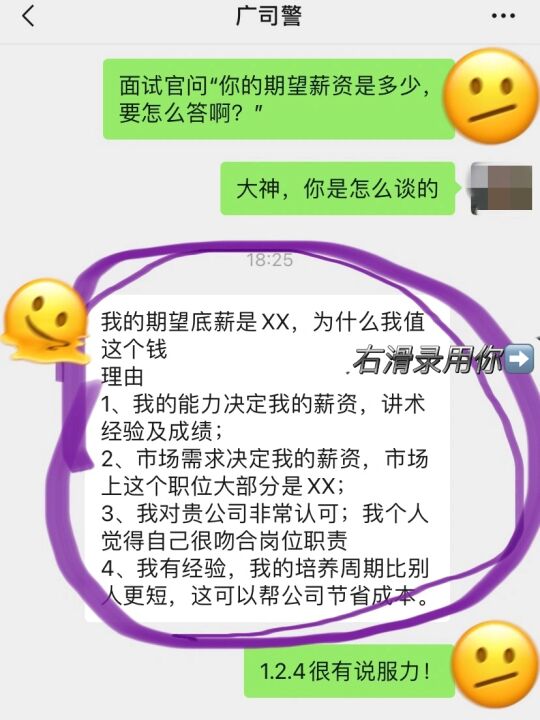 广司警
面试官问“你的期望薪资是多少，
要怎么答啊？”
大神，你是怎么谈的
18:25
我的期望底薪是XX，为什么我值
这个钱
右滑录用你
理由
1、我的能力决定我的薪资，讲术
经验及成绩；
2、市场需求决定我的薪资，市场
上这个职位大部分是XX；
3、我对贵公司非常认可；我个人
觉得自己很吻合岗位职责
4、我有经验，我的培养周期比别
人更短，这可以帮公司节省成本。
1.2.4很有说服力！